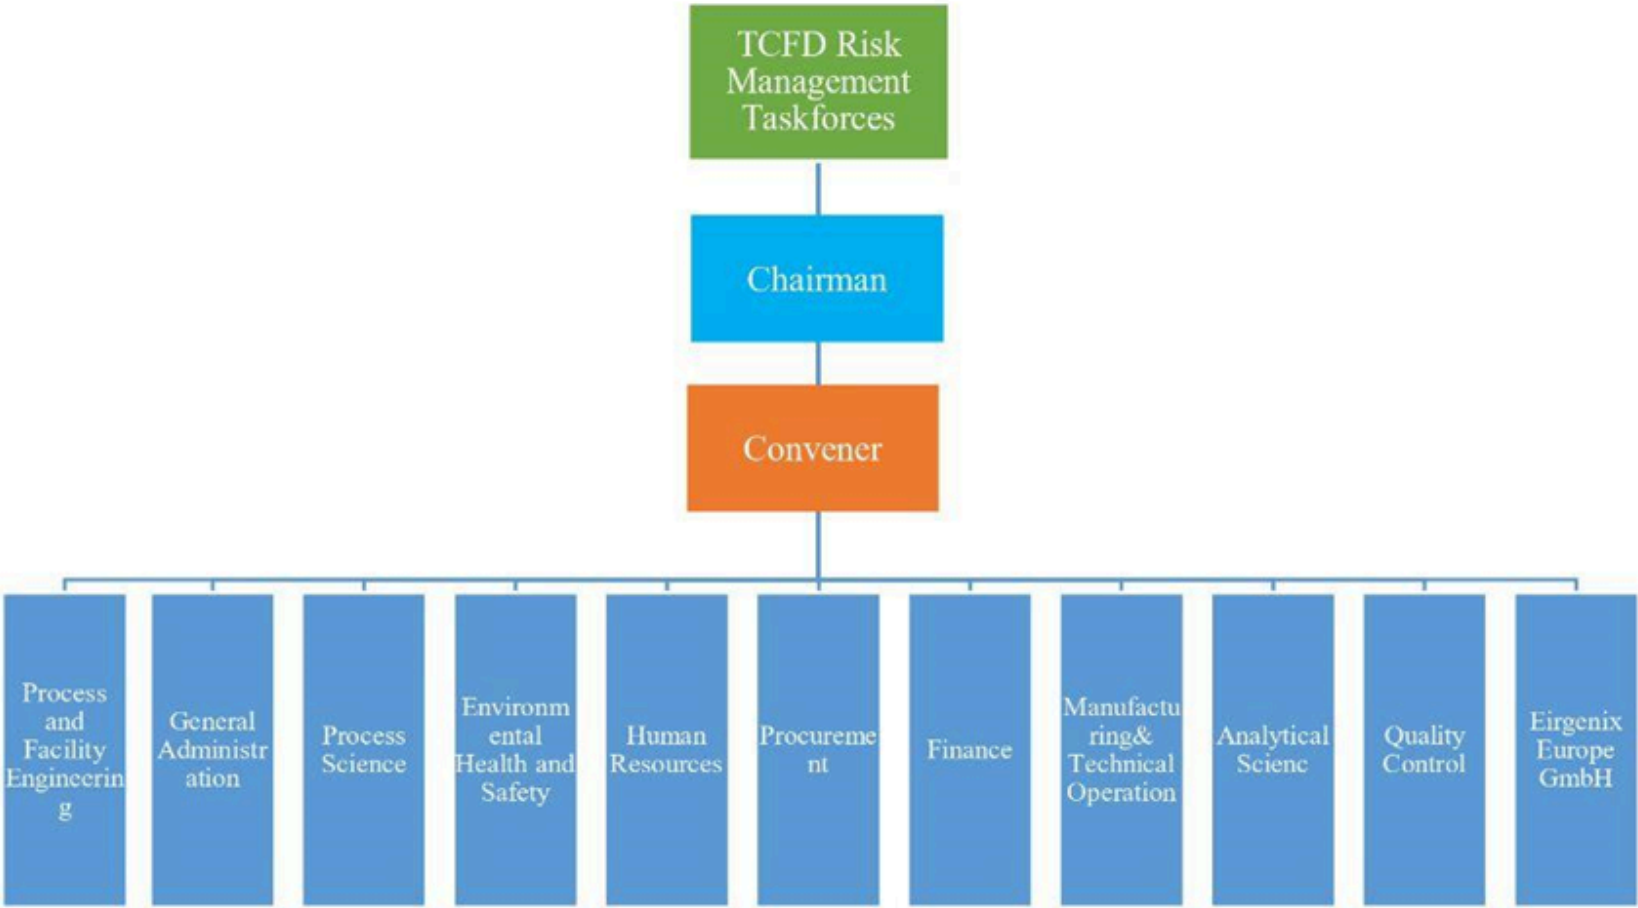 TCFD Risk
Management
Taskforces
Chairman
Convener
Process
and
Facility
Engineerin
g
General
Administr
ation
Process
Science
Environm
ental
Health and
Safety
Human
Resources
Procureme
nt
Finance
Manufactu
ring&
Technical
Operation
Analytical
Scienc
Quality
Control
Eirgenix
Europe
GmbH